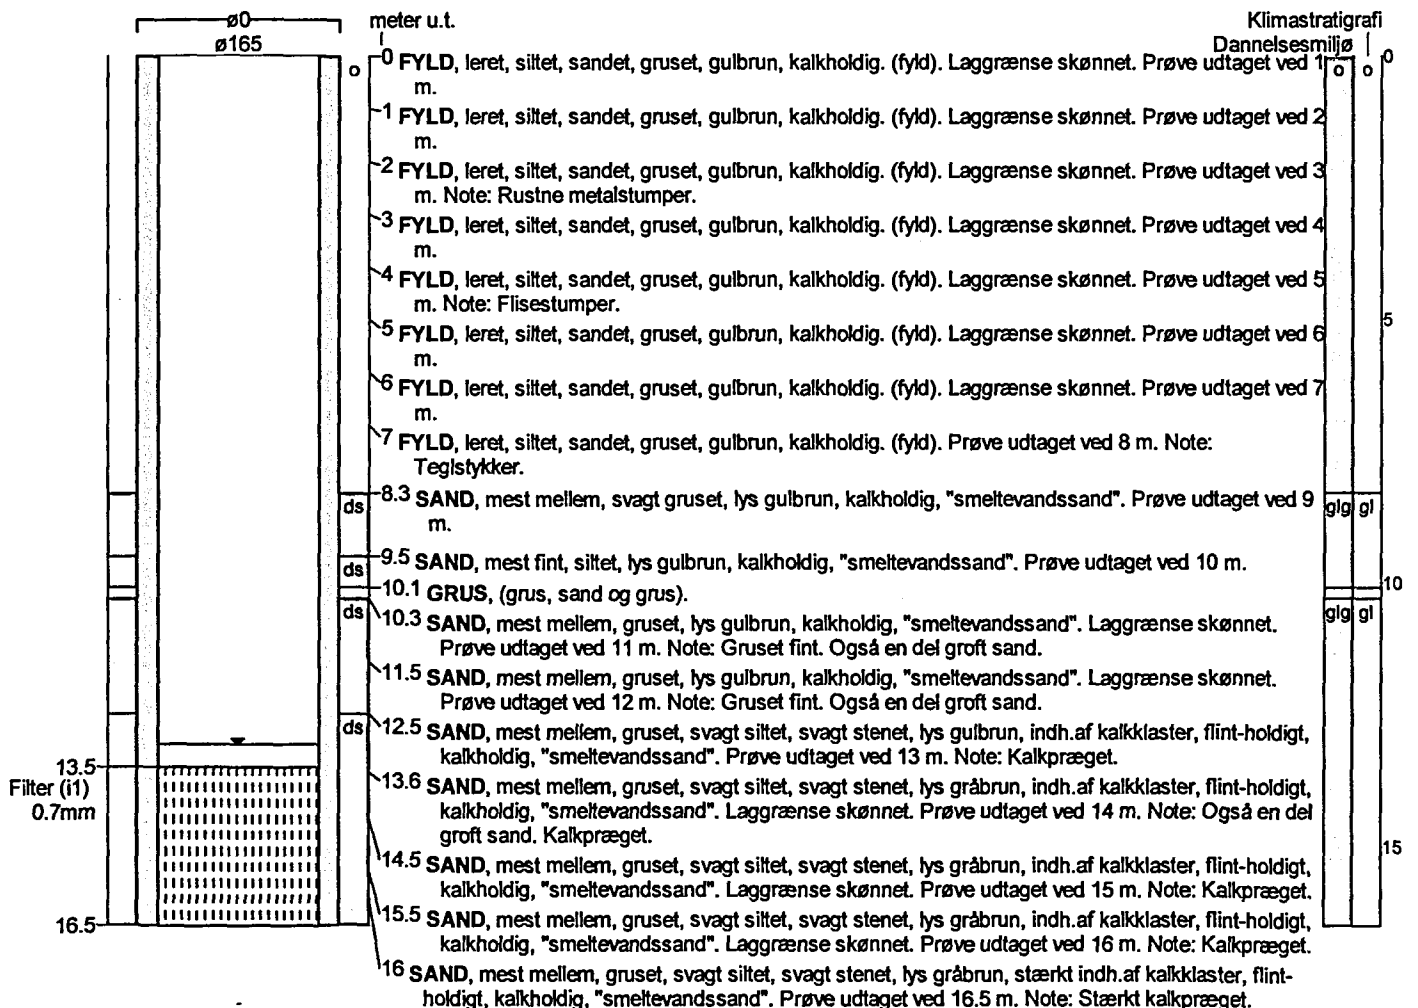 ø0
meter u.t.
Klimastratigrafi
ø165
Dannelsesmiljø
0 FYLD, leret, siltet, sandet, gruset, gulbrun, kalkholdig. (fyld). Laggrænse skønnet. Prøve udtaget ved 1
m.
o
o o
0
1 FYLD, leret, siltet, sandet, gruset, gulbrun, kalkholdig. (fyld). Laggrænse skønnet. Prøve udtaget ved 2
m.
2 FYLD, leret, siltet, sandet, gruset, gulbrun, kalkholdig. (fyld). Laggrænse skønnet. Prøve udtaget ved 3
m. Note: Rustne metalstumper.
3 FYLD, leret, siltet, sandet, gruset, gulbrun, kalkholdig. (fyld). Laggrænse skønnet. Prøve udtaget ved 4
m.
4 FYLD, leret, siltet, sandet, gruset, gulbrun, kalkholdig. (fyld). Laggrænse skønnet. Prøve udtaget ved 5
m. Note: Flisestumper.
5
5 FYLD, leret, siltet, sandet, gruset, gulbrun, kalkholdig. (fyld). Laggrænse skønnet. Prøve udtaget ved 6
m.
6 FYLD, leret, siltet, sandet, gruset, gulbrun, kalkholdig. (fyld). Laggrænse skønnet. Prøve udtaget ved 7
m.
7 FYLD, leret, siltet, sandet, gruset, gulbrun, kalkholdig. (fyld). Prøve udtaget ved 8 m. Note:
Teglstykker.
8.3 SAND, mest mellem, svagt gruset, lys gulbrun, kalkholdig, "smeltevandssand". Prøve udtaget ved 9
m.
ds
glg gl
9.5 SAND, mest fint, siltet, lys gulbrun, kalkholdig, "smeltevandssand". Prøve udtaget ved 10 m.
ds
10.1 GRUS, (grus, sand og grus).
10
ds
glg gl
10.3 SAND, mest mellem, gruset, lys gulbrun, kalkholdig, "smeltevandssand". Laggrænse skønnet.
Prøve udtaget ved 11 m. Note: Gruset fint. Også en del groft sand.
11.5 SAND, mest mellem, gruset, lys gulbrun, kalkholdig, "smeltevandssand". Laggrænse skønnet.
Prøve udtaget ved 12 m. Note: Gruset fint. Også en del groft sand.
ds
12.5 SAND, mest mellem, gruset, svagt siltet, svagt stenet, lys gulbrun, indh.af kalkklaster, flint-holdigt,
kalkholdig, "smeltevandssand". Prøve udtaget ved 13 m. Note: Kalkpræget.
13.5
Filter (i1)
0.7mm
13.6 SAND, mest mellem, gruset, svagt siltet, svagt stenet, lys gråbrun, indh.af kalkklaster, flint-holdigt,
kalkholdig, "smeltevandssand". Laggrænse skønnet. Prøve udtaget ved 14 m. Note: Også en del
groft sand. Kalkpræget.
15
14.5 SAND, mest mellem, gruset, svagt siltet, svagt stenet, lys gråbrun, indh.af kalkklaster, flint-holdigt,
kalkholdig, "smeltevandssand". Laggrænse skønnet. Prøve udtaget ved 15 m. Note: Kalkpræget.
15.5 SAND, mest mellem, gruset, svagt siltet, svagt stenet, lys gråbrun, indh.af kalkklaster, flint-holdigt,
kalkholdig, "smeltevandssand". Laggrænse skønnet. Prøve udtaget ved 16 m. Note: Kalkpræget.
16.5
16 SAND, mest mellem, gruset, svagt siltet, svagt stenet, lys gråbrun, stærkt indh.af kalkklaster, flint-
holdigt, kalkholdig, "smeltevandssand". Prøve udtaget ved 16.5 m. Note: Stærkt kalkpræget.